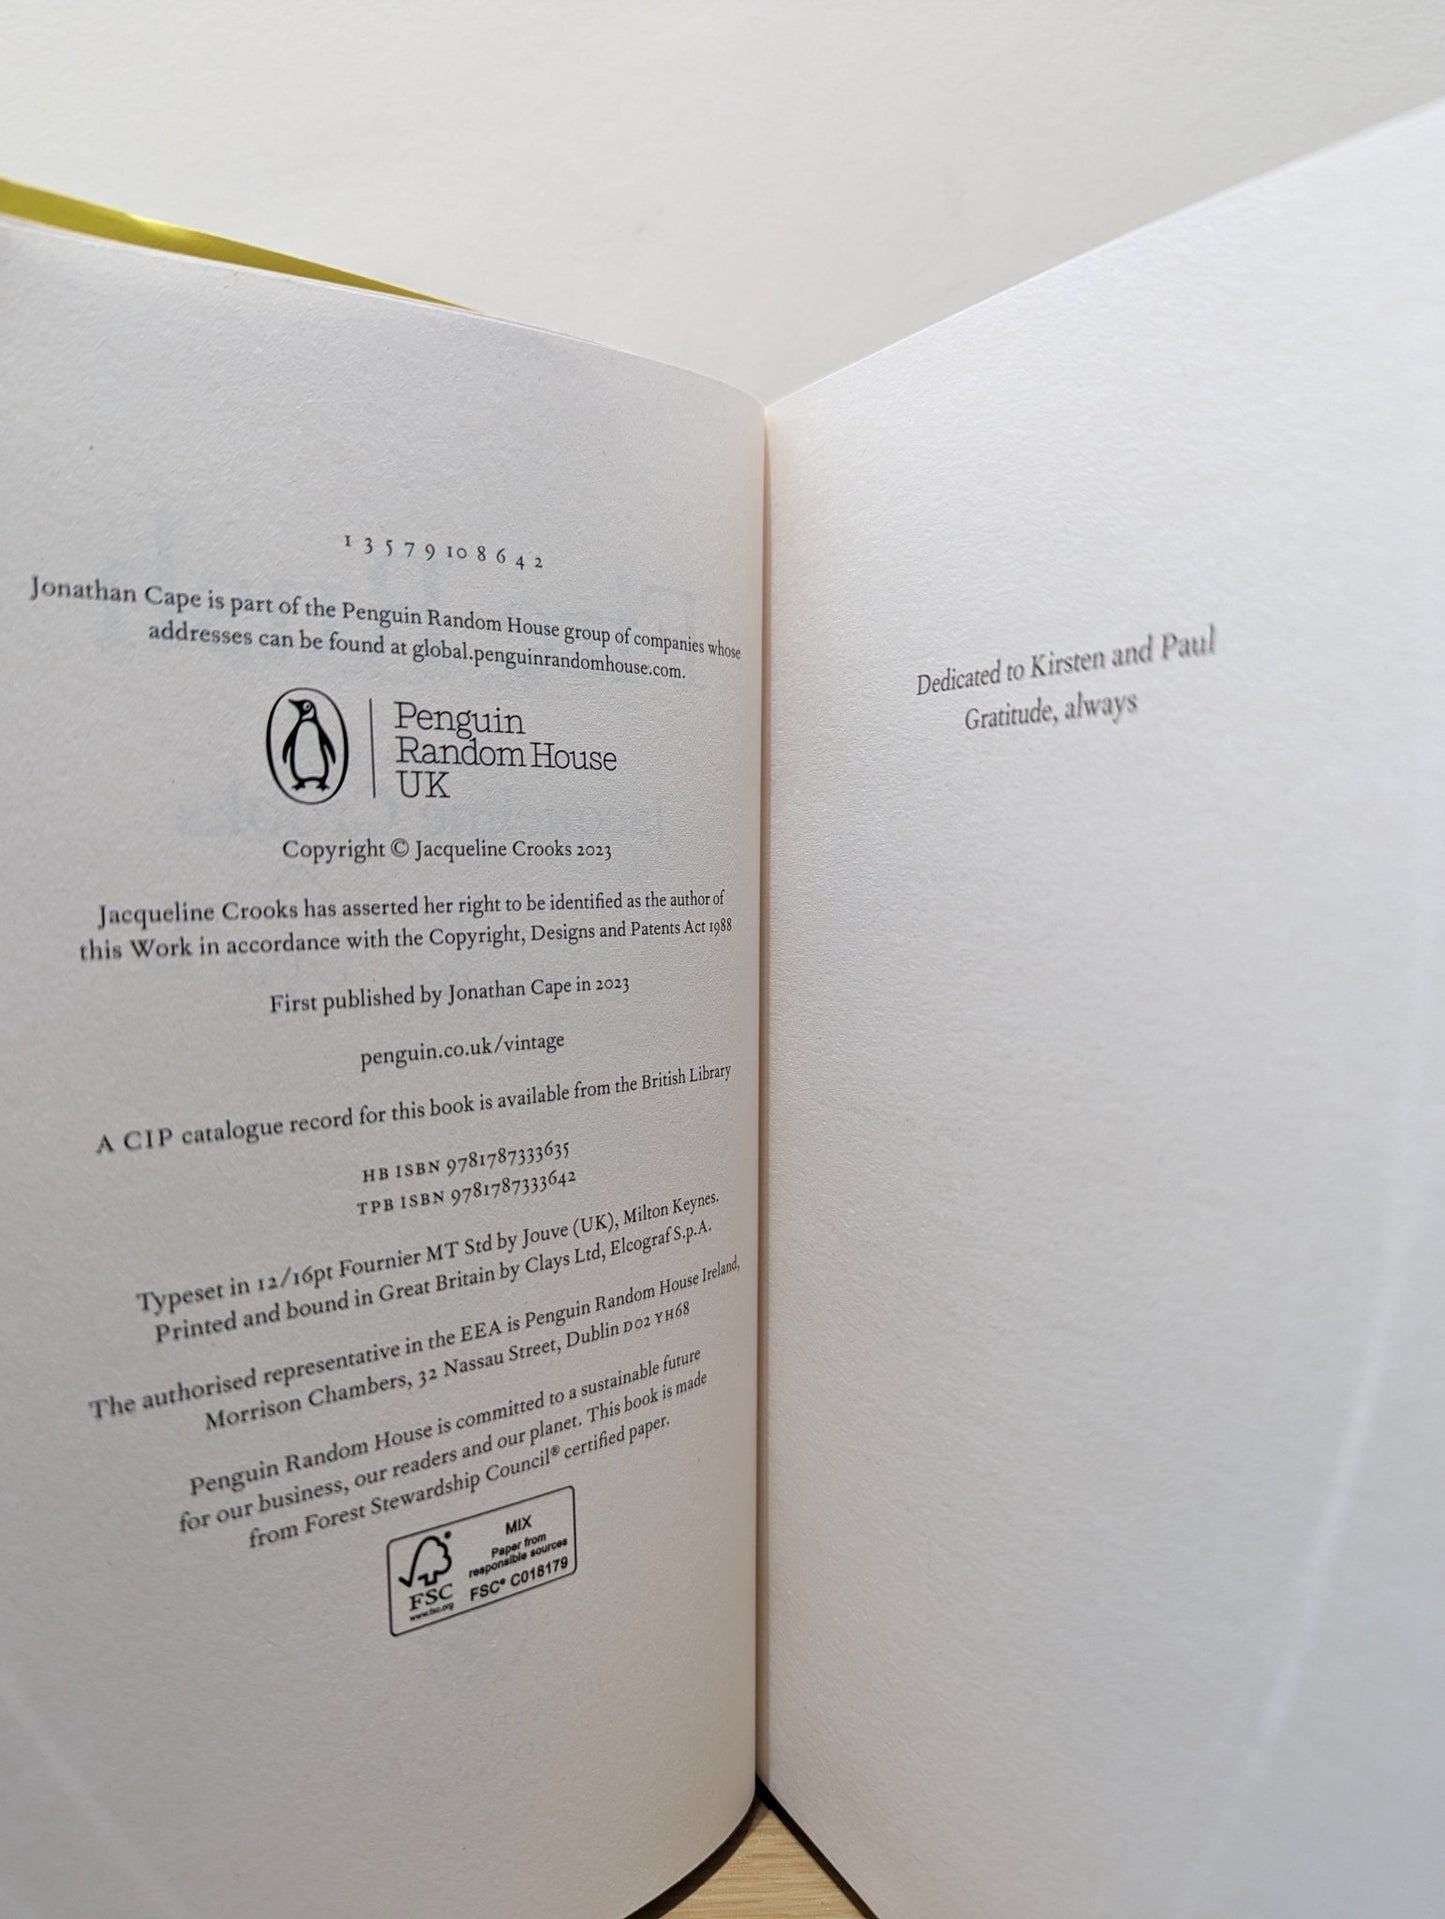 1 3 5 7 9 10 8 6 4 2
Jonathan Cape is part of the Penguin Random House group of companies whose
addresses can be found at global.penguinrandomhouse.com.
Penguin
Random House
UK
Copyright © Jacqueline Crooks 2023
Jacqueline Crooks has asserted her right to be identified as the author of
this Work in accordance with the Copyright, Designs and Patents Act 1988
First published by Jonathan Cape in 2023
penguin.co.uk/vintage
A CIP catalogue record for this book is available from the British Library
HB ISBN 9781787333635
TPB ISBN 9781787333642
Typeset in 12/16pt Fournier MT Std by Jouve (UK), Milton Keynes.
Printed and bound in Great Britain by Clays Ltd, Elcograf S.p.A.
The authorised representative in the EEA is Penguin Random House Ireland,
Morrison Chambers, 32 Nassau Street, Dublin D02 YH68
Penguin Random House is committed to a sustainable future
for our business, our readers and our planet. This book is made
from Forest Stewardship Council® certified paper.
FSC
www.fsc.org
MIX
Paper from
responsible sources
FSC® C018179
Dedicated to Kirsten and Paul
Gratitude, always